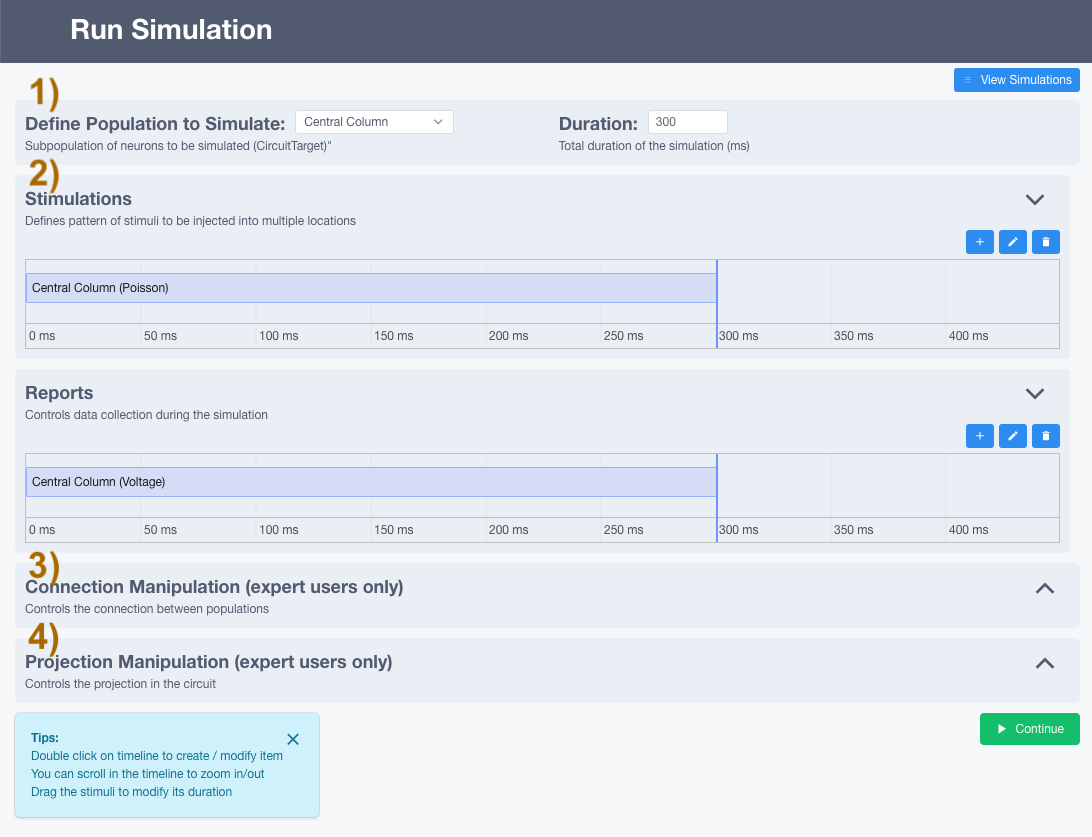 Run Simulation
View Simulations
1)
Define Population to Simulate: Central Column Duration: 300
Subpopulation of neurons to be simulated (CircuitTarget)" Total duration of the simulation (ms)
2)
Stimulations
Defines pattern of stimuli to be injected into multiple locations
Central Column (Poisson)
0 ms 50 ms 100 ms 150 ms 200 ms 250 ms 300 ms 350 ms 400 ms
Reports
Controls data collection during the simulation
Central Column (Voltage)
0 ms 50 ms 100 ms 150 ms 200 ms 250 ms 300 ms 350 ms 400 ms
3)
Connection Manipulation (expert users only)
Controls the connection between populations
4)
Projection Manipulation (expert users only)
Controls the projection in the circuit
Continue
Tips:
Double click on timeline to create / modify item
You can scroll in the timeline to zoom in/out
Drag the stimuli to modify its duration